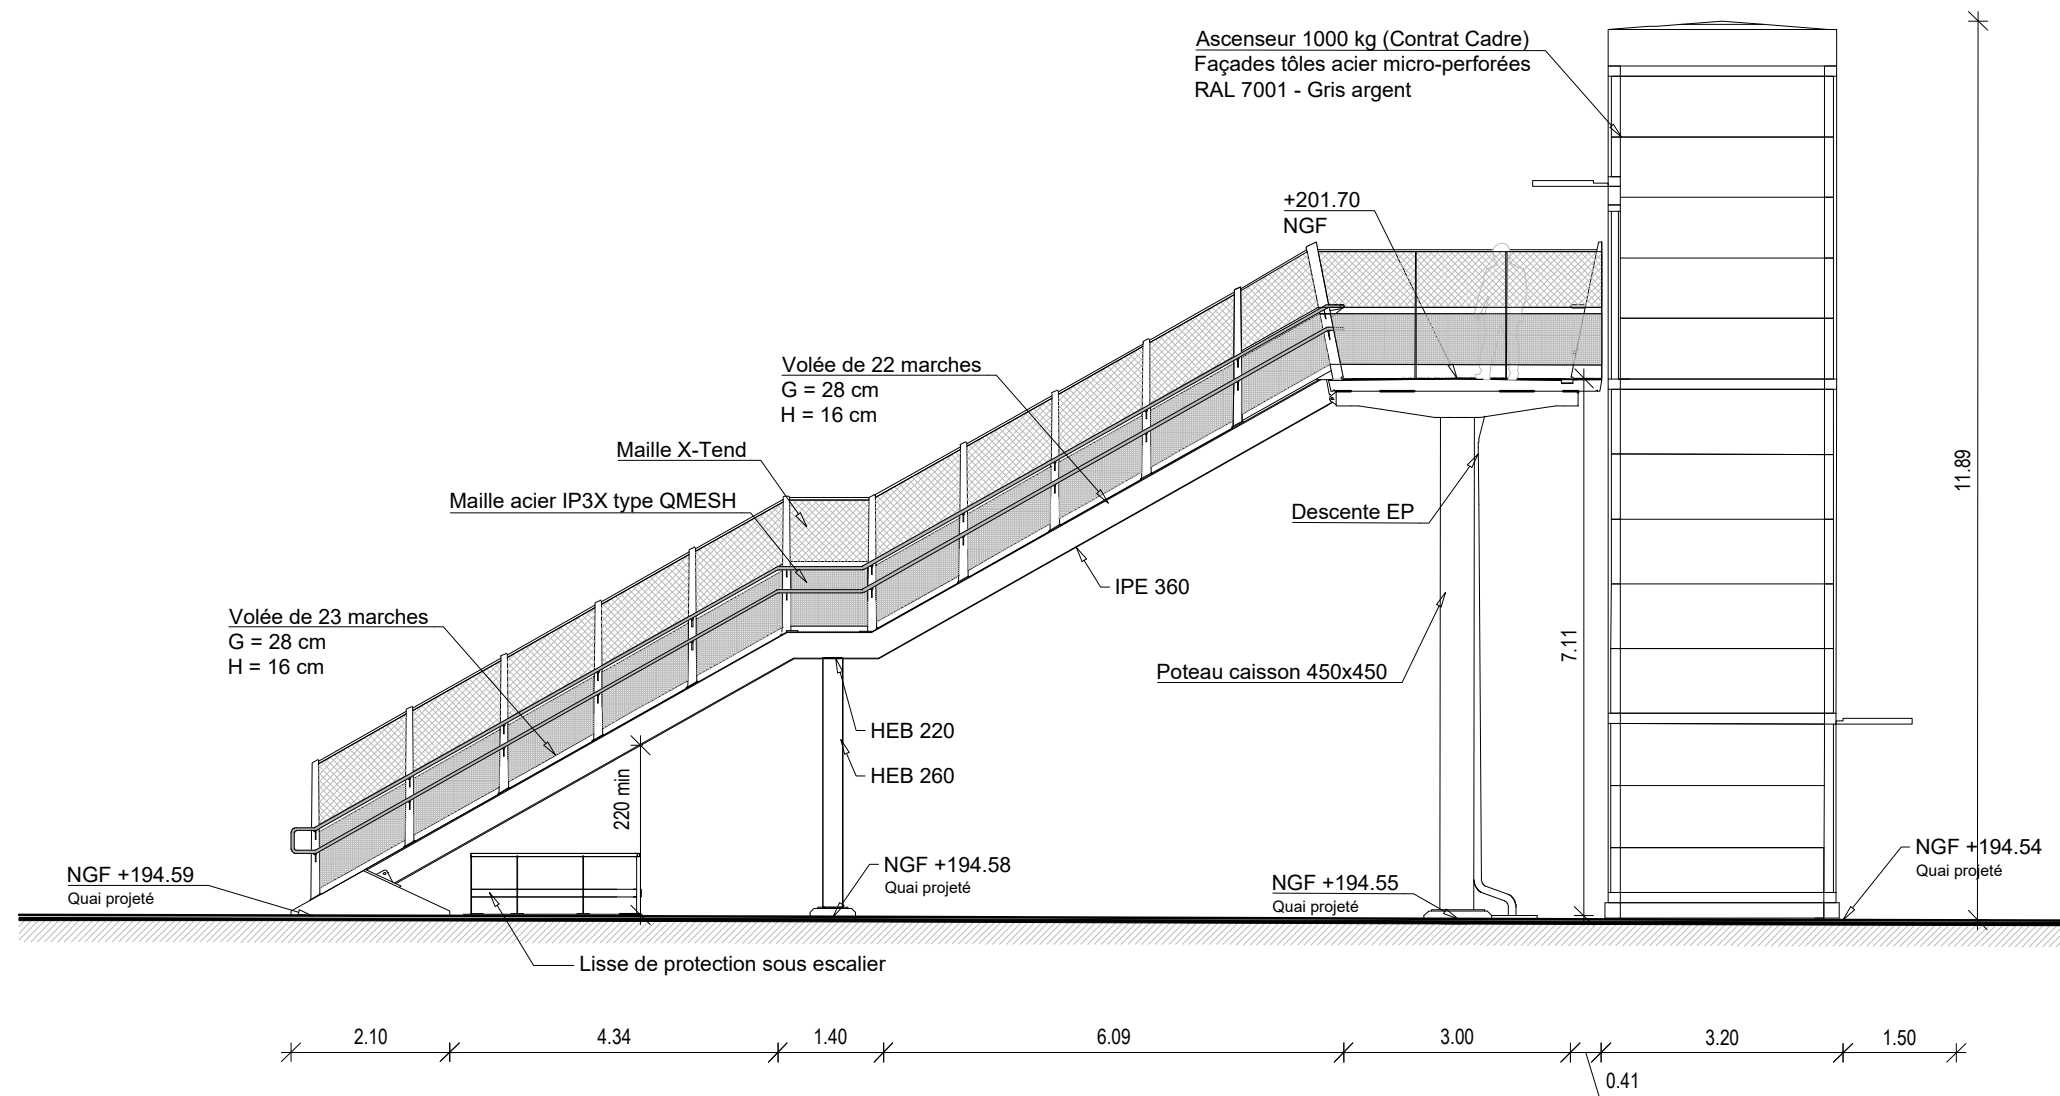 Ascenseur 1000 kg (Contrat Cadre)
Façades tôles acier micro-perforées
RAL 7001 - Gris argent
+201.70
NGF
Volée de 22 marches
G = 28 cm
H = 16 cm
Maille X-Tend
Maille acier IP3X type QMESH
11.89
Descente EP
IPE 360
Volée de 23 marches
G = 28 cm
H = 16 cm
7.11
Poteau caisson 450x450
HEB 220
HEB 260
220 min
NGF +194.59
Quai projeté
NGF +194.58
Quai projeté
NGF +194.55
Quai projeté
NGF +194.54
Quai projeté
Lisse de protection sous escalier
2.10
4.34
1.40
6.09
3.00
0.41
3.20
1.50